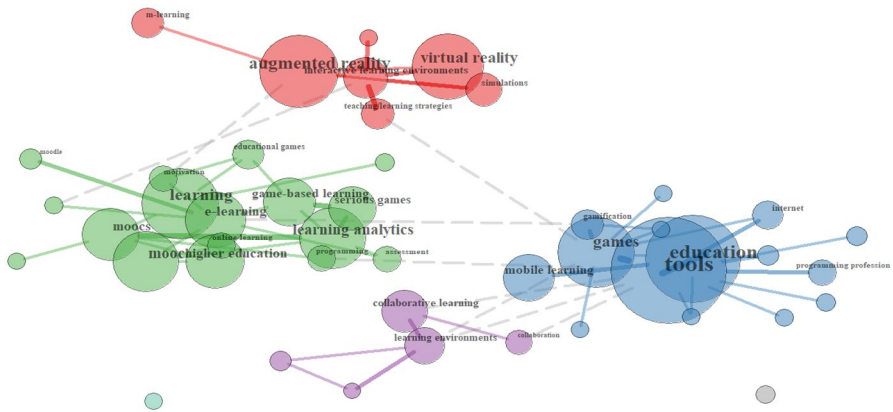 m-learning
augmented reality
virtual reality
interactive learning environments
simulations
teaching/learning strategies
moodle
educational games
motivation
learning
game-based learning
serious games
e-learning
moocs
learning analytics
online learning
mooc
higher education
programming
assessment
gamification
internet
games
education
tools
mobile learning
programming profession
collaborative learning
learning environments
collaboration